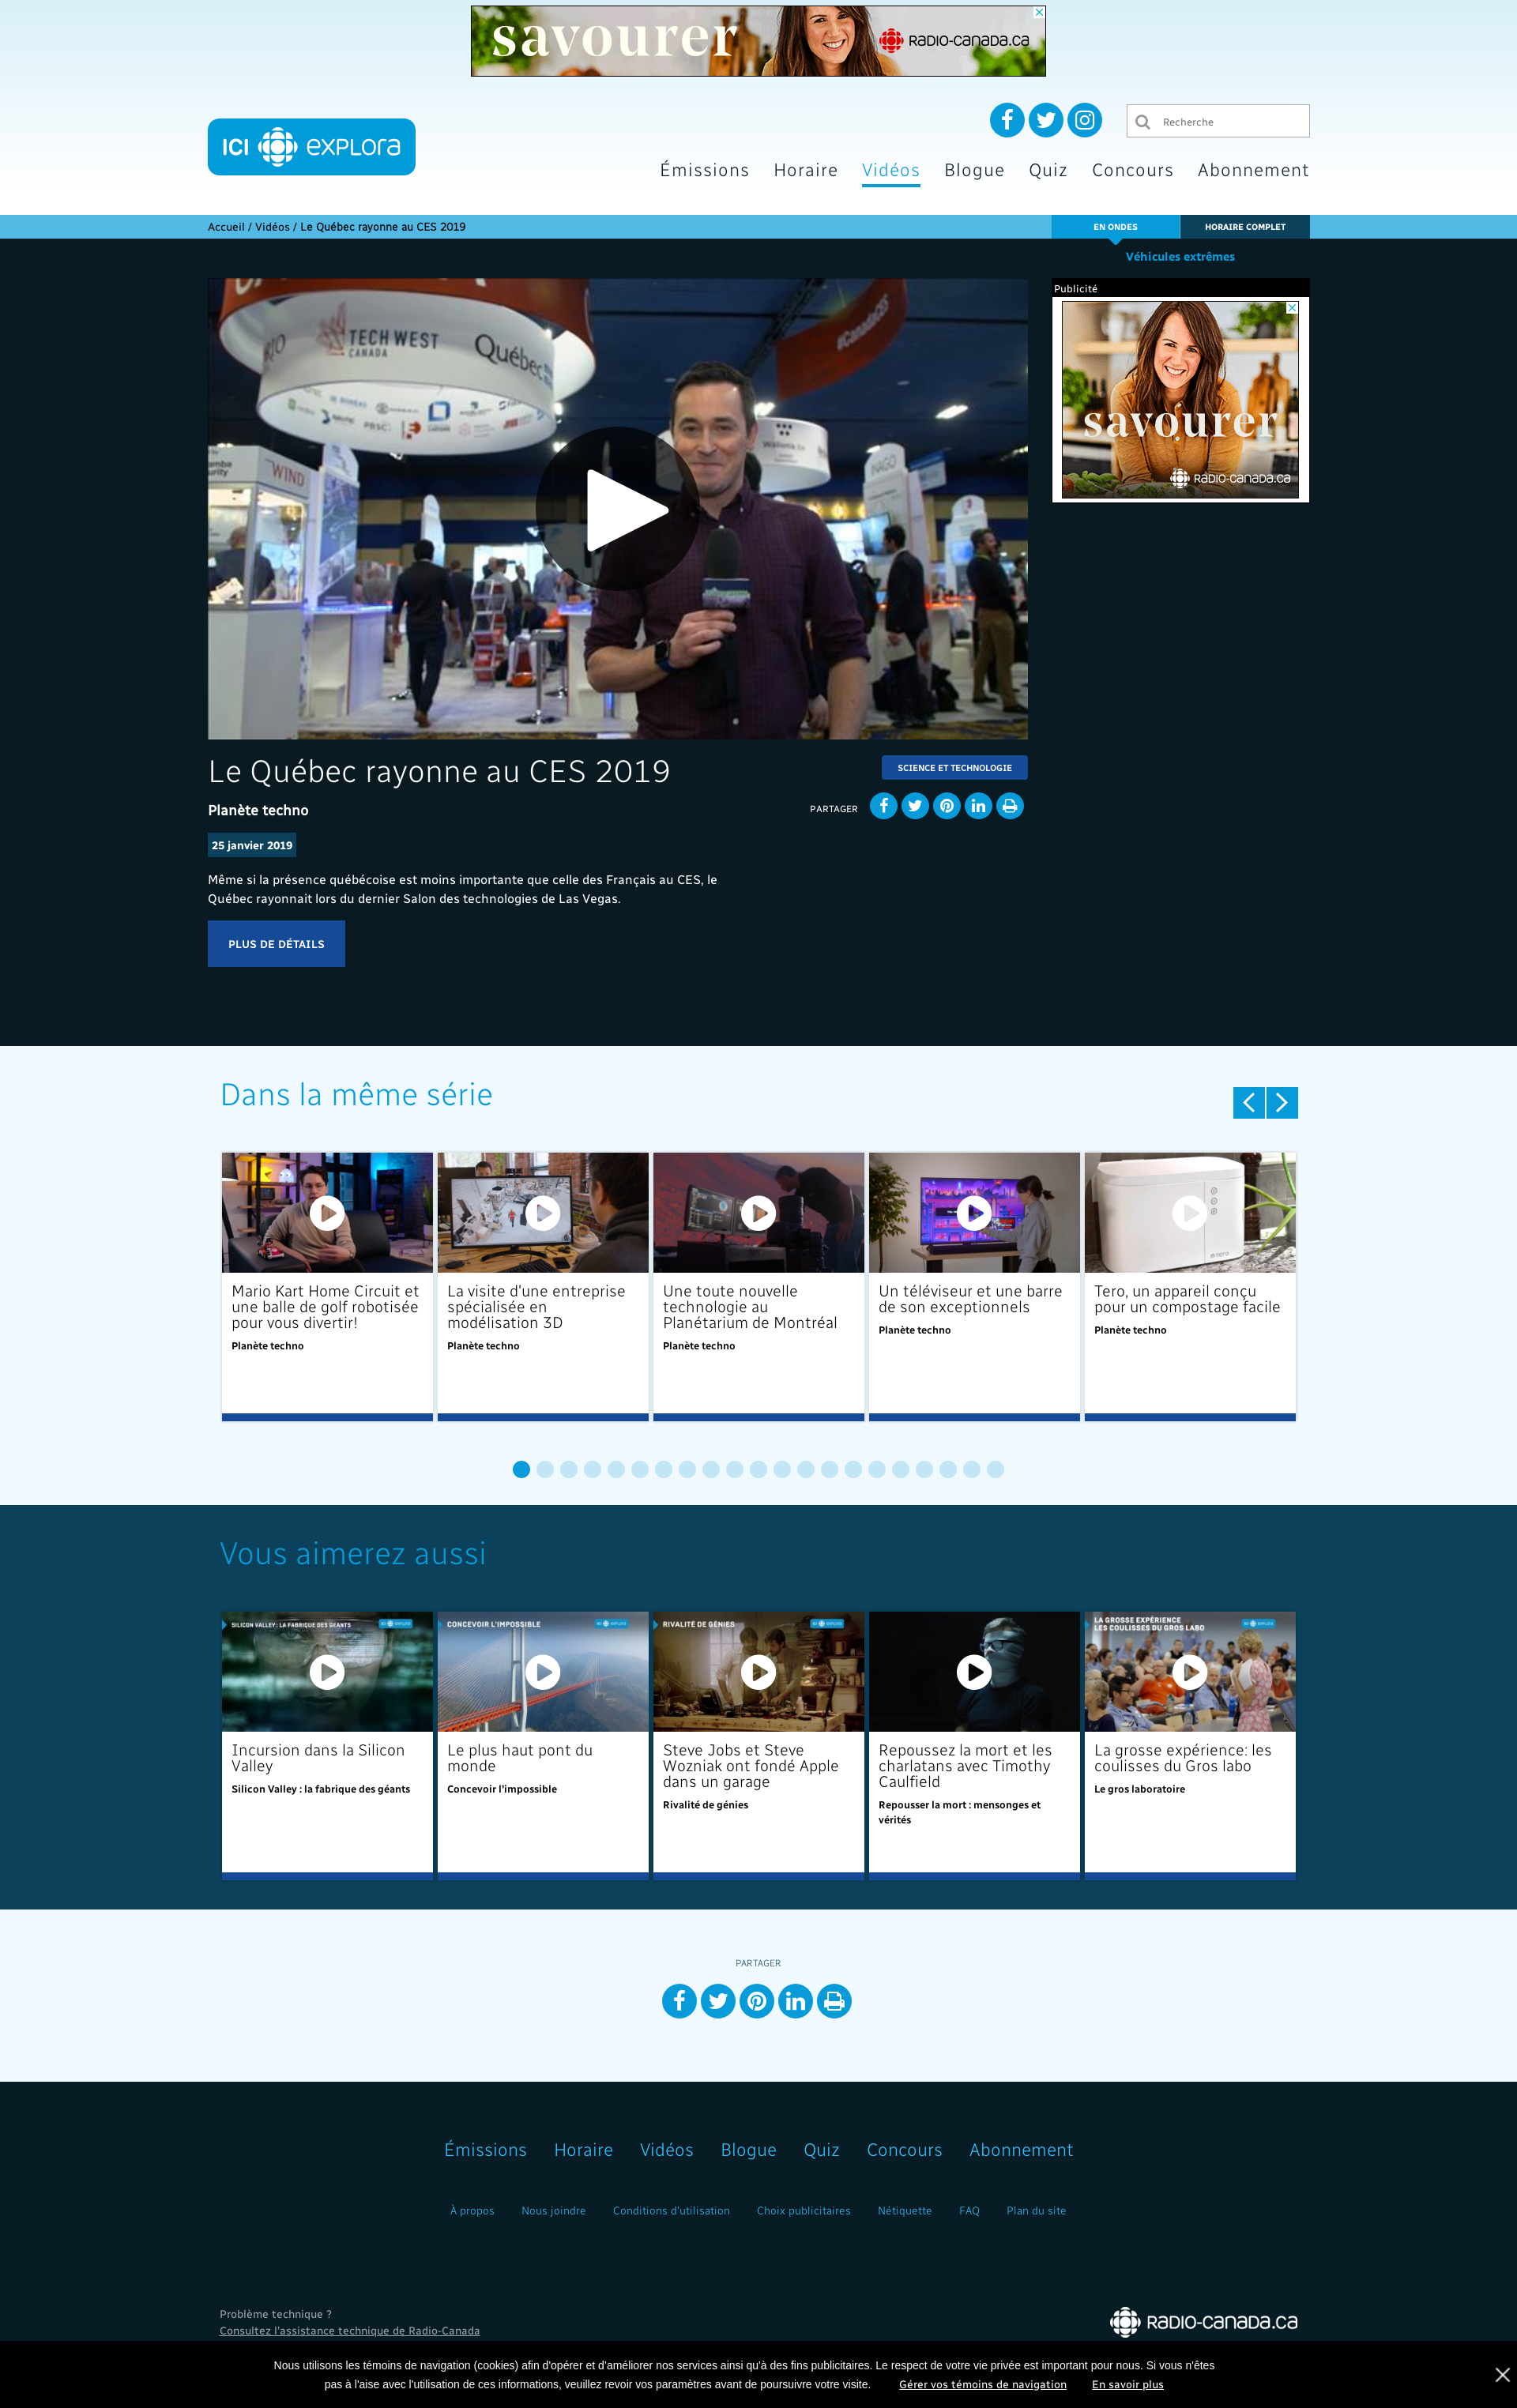 savourer
RADIO-CANADA.CA
ICI explora
Recherche
Émissions Horaire Vidéos Blogue Quiz Concours Abonnement
Accueil / Vidéos / Le Québec rayonne au CES 2019
EN ONDES
HORAIRE COMPLET
Véhicules extrêmes
Publicité
savourer
RADIO-CANADA.CA
TECH WEST
CANADA
Québec
#CanadaCES
WIND
Le Québec rayonne au CES 2019
SCIENCE ET TECHNOLOGIE
Planète techno
PARTAGER
25 janvier 2019
Même si la présence québécoise est moins importante que celle des Français au CES, le
Québec rayonnait lors du dernier Salon des technologies de Las Vegas.
PLUS DE DÉTAILS
Dans la même série
Mario Kart Home Circuit et
une balle de golf robotisée
pour vous divertir!
Planète techno
La visite d'une entreprise
spécialisée en
modélisation 3D
Planète techno
Une toute nouvelle
technologie au
Planétarium de Montréal
Planète techno
Un téléviseur et une barre
de son exceptionnels
Planète techno
Tero, un appareil conçu
pour un compostage facile
Planète techno
Vous aimerez aussi
SILICON VALLEY : LA FABRIQUE DES GÉANTS
ICI EXPLORA
Incursion dans la Silicon
Valley
Silicon Valley : la fabrique des géants
CONCEVOIR L'IMPOSSIBLE
ICI EXPLORA
Le plus haut pont du
monde
Concevoir l'impossible
RIVALITÉ DE GÉNIES
ICI EXPLORA
Steve Jobs et Steve
Wozniak ont fondé Apple
dans un garage
Rivalité de génies
Repoussez la mort et les
charlatans avec Timothy
Caulfield
Repousser la mort : mensonges et
vérités
LA GROSSE EXPÉRIENCE
LES COULISSES DU GROS LABO
ICI EXPLORA
La grosse expérience: les
coulisses du Gros labo
Le gros laboratoire
PARTAGER
Émissions Horaire Vidéos Blogue Quiz Concours Abonnement
À propos Nous joindre Conditions d'utilisation Choix publicitaires Nétiquette FAQ Plan du site
Problème technique ?
Consultez l'assistance technique de Radio-Canada
RADIO-CANADA.CA
Nous utilisons les témoins de navigation (cookies) afin d'opérer et d'améliorer nos services ainsi qu'à des fins publicitaires. Le respect de votre vie privée est important pour nous. Si vous n'êtes
pas à l'aise avec l'utilisation de ces informations, veuillez revoir vos paramètres avant de poursuivre votre visite. Gérer vos témoins de navigation En savoir plus